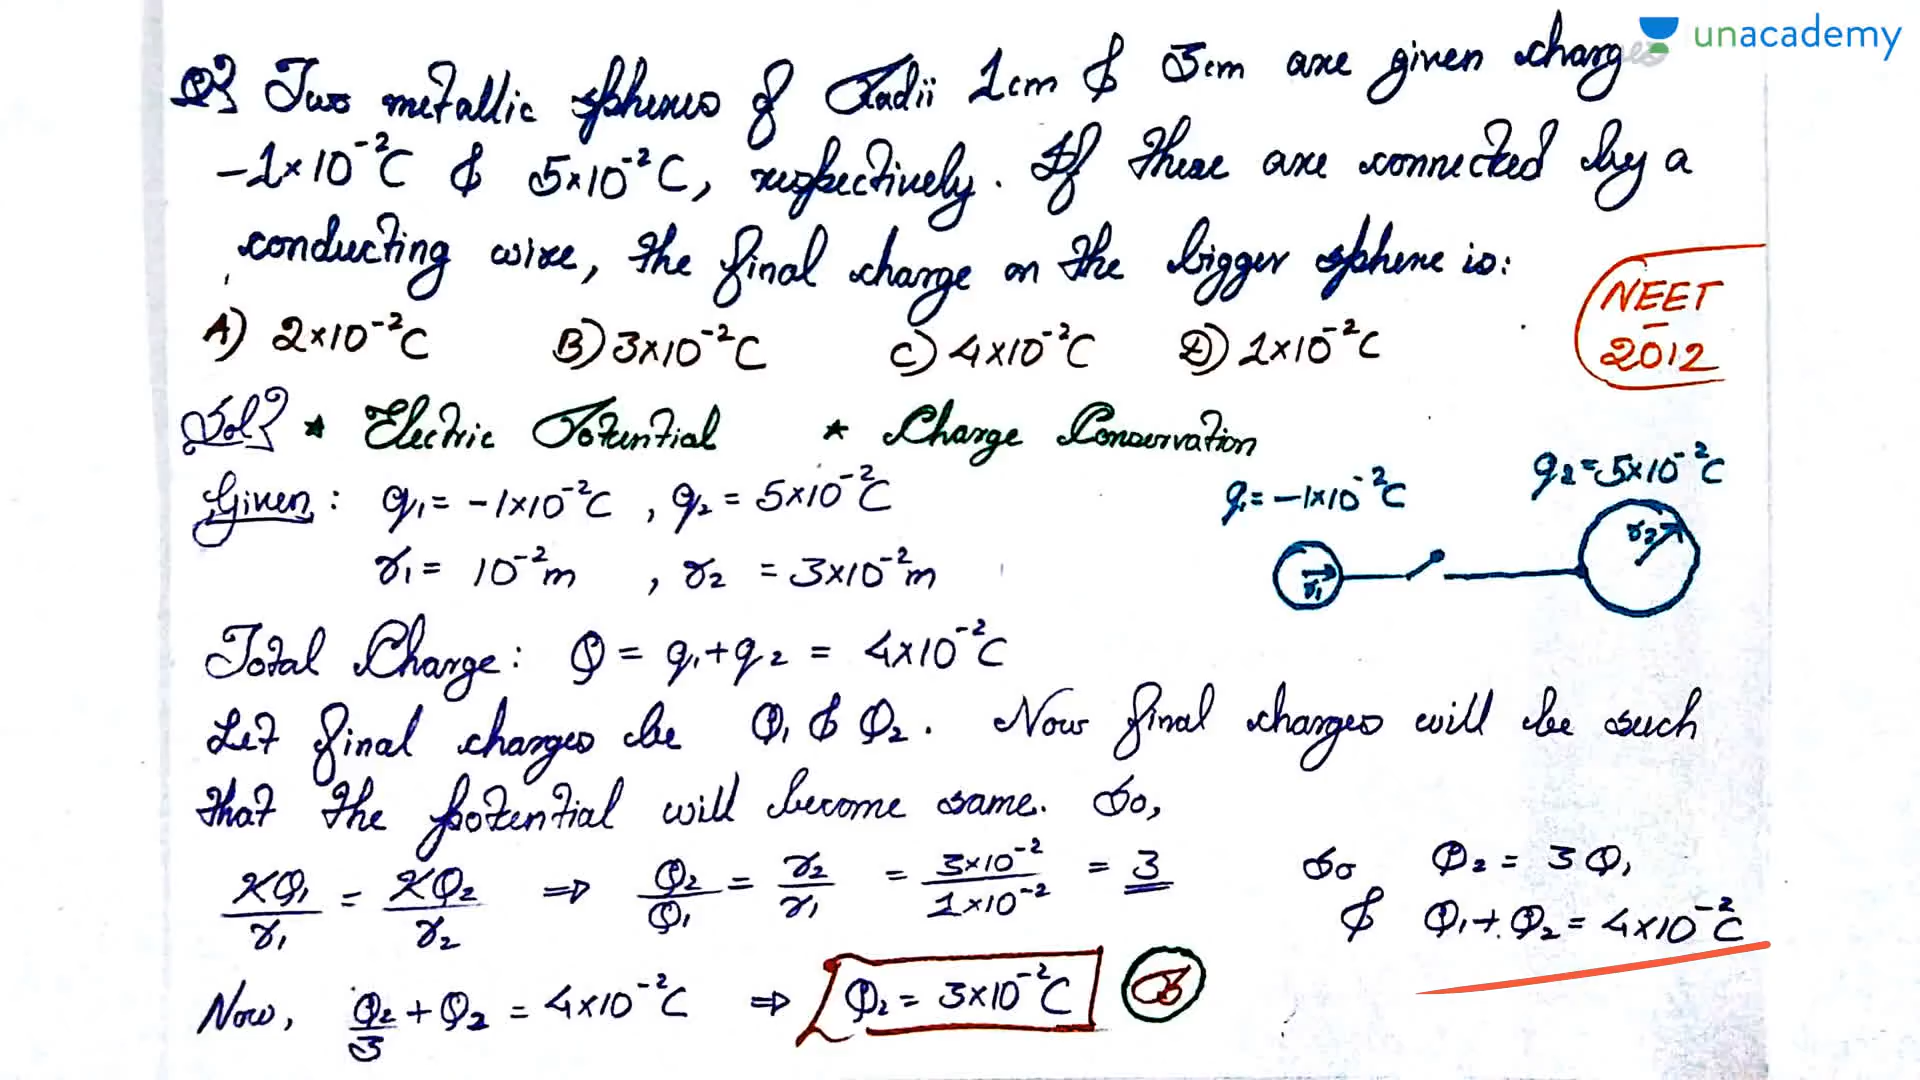 unacademy
Q? Two metallic spheres of radii 1cm & 3cm are given charges
-1×10⁻²C & 5×10⁻²C, respectively. If these are connected by a
conducting wire, the final charge on the bigger sphere is:
A) 2×10⁻²C B) 3×10⁻²C C) 4×10⁻²C D) 1×10⁻²C
NEET
2012
Sol? * Electric Potential * Charge Conservation
Given: q₁ = -1×10⁻²C , q₂ = 5×10⁻²C
r₁ = 10⁻²m , r₂ = 3×10⁻²m
q₁ = -1×10⁻²C
q₂ = 5×10⁻²C
r₁
r₂
Total Charge: Q = q₁+q₂ = 4×10⁻²C
Let final charges be Q₁ & Q₂. Now final charges will be such
that the potential will become same. So,
KQ₁/r₁ = KQ₂/r₂ ⇒ Q₂/Q₁ = r₂/r₁ = 3×10⁻²/1×10⁻² = 3
So Q₂ = 3Q₁
& Q₁+Q₂ = 4×10⁻²C
Now, Q₂/3 + Q₂ = 4×10⁻²C ⇒ Q₂ = 3×10⁻²C B